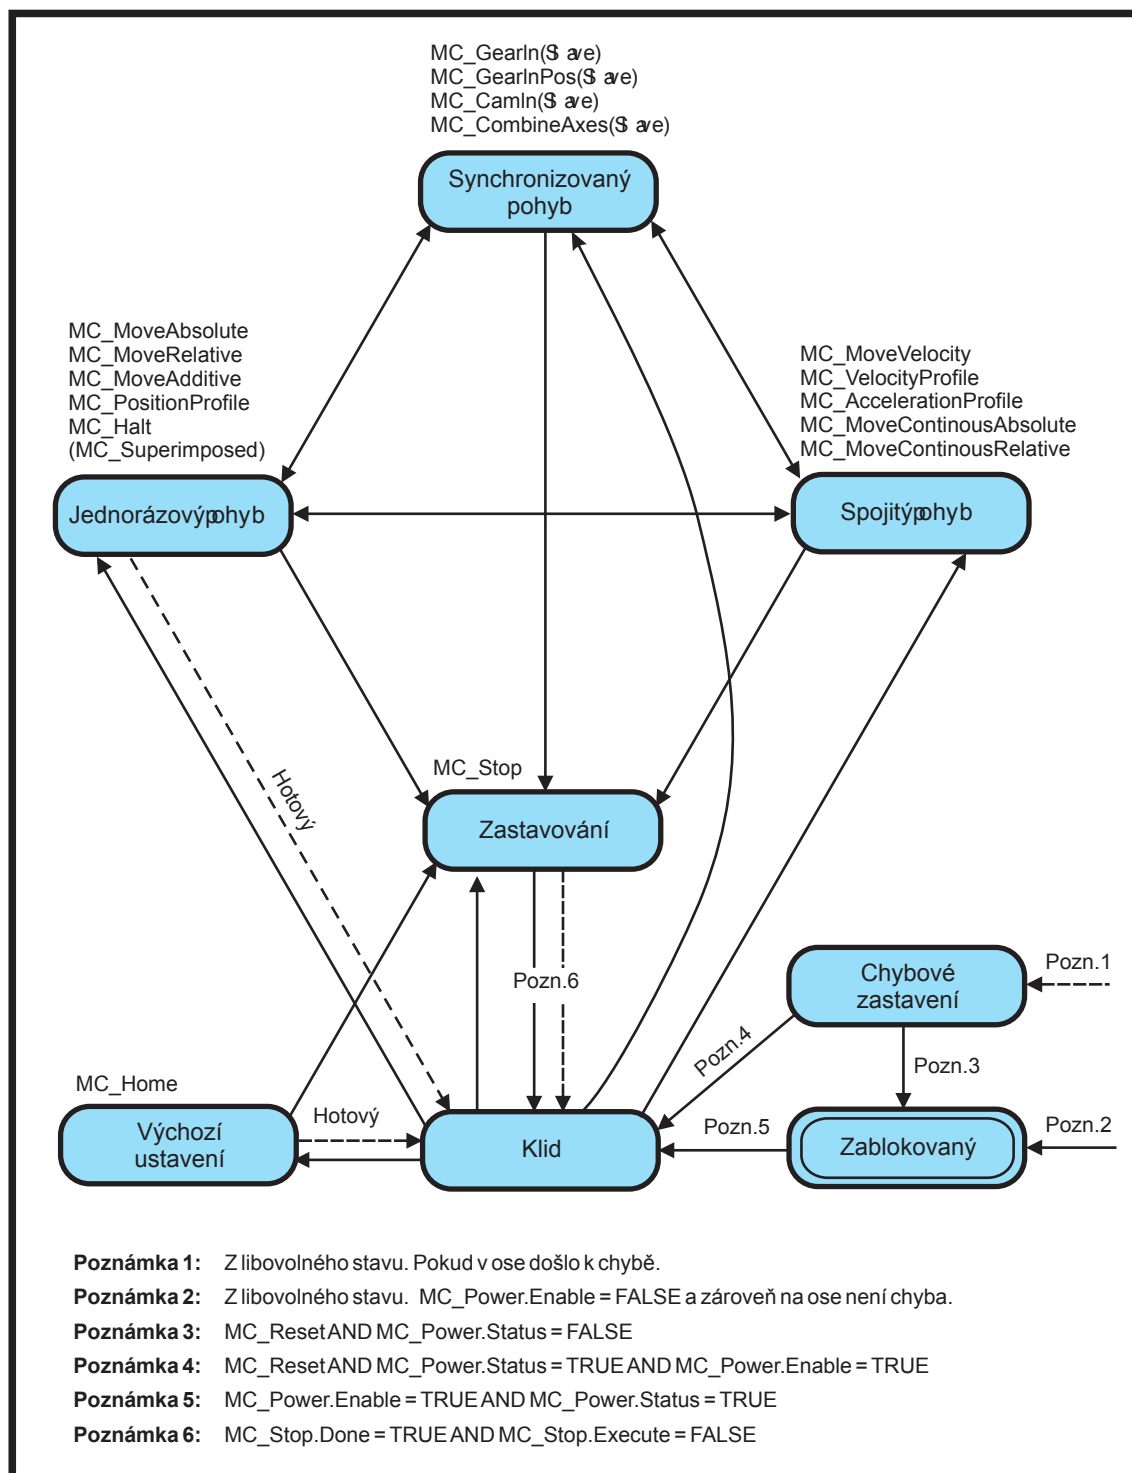 MC_GearIn(Slave)
MC_GearInPos(Slave)
MC_CamIn(Slave)
MC_CombineAxes(Slave)
Synchronizovaný
pohyb
MC_MoveAbsolute
MC_MoveRelative
MC_MoveAdditive
MC_PositionProfile
MC_Halt
(MC_Superimposed)
MC_MoveVelocity
MC_VelocityProfile
MC_AccelerationProfile
MC_MoveContinousAbsolute
MC_MoveContinousRelative
Jednorázový pohyb
Spojitý pohyb
Hotový
MC_Stop
Zastavování
Pozn.6
Chybové
zastavení
Pozn.1
Pozn.4
Pozn.3
MC_Home
Výchozí
ustavení
Hotový
Klid
Pozn.5
Zablokovaný
Pozn.2
Poznámka 1: Z libovolného stavu. Pokud v ose došlo k chybě.
Poznámka 2: Z libovolného stavu. MC_Power.Enable = FALSE a zároveň na ose není chyba.
Poznámka 3: MC_Reset AND MC_Power.Status = FALSE
Poznámka 4: MC_Reset AND MC_Power.Status = TRUE AND MC_Power.Enable = TRUE
Poznámka 5: MC_Power.Enable = TRUE AND MC_Power.Status = TRUE
Poznámka 6: MC_Stop.Done = TRUE AND MC_Stop.Execute = FALSE